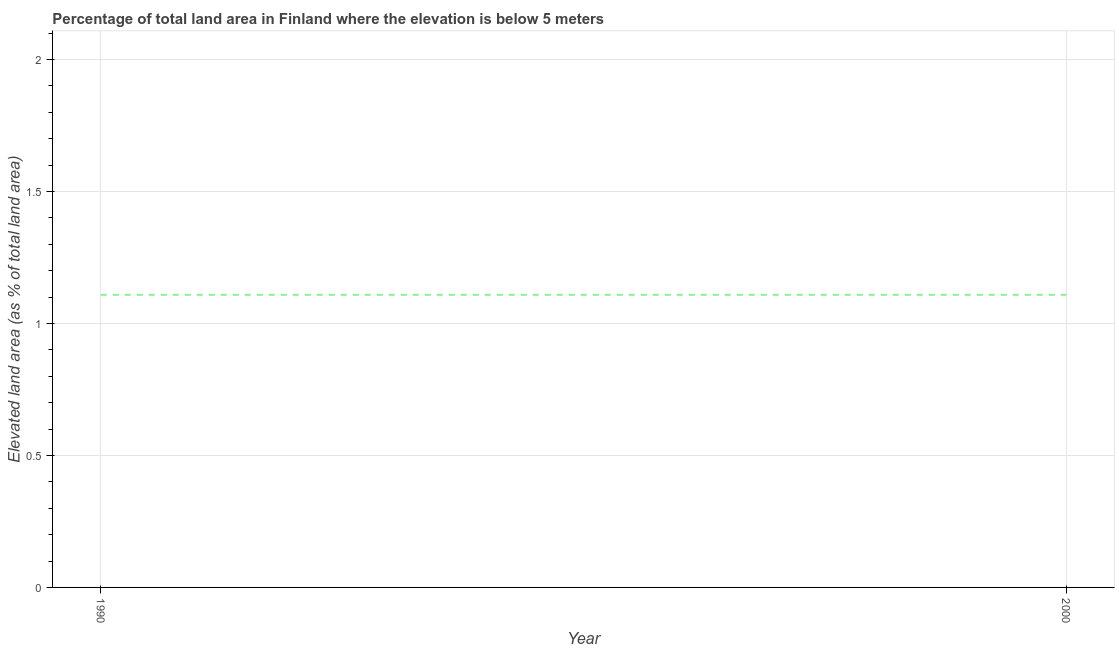 Percentage of total land area in Finland where the elevation is below 5 meters
Elevated land area (as % of total land area)
2
1.5
1
0.5
0
1990
2000
Year